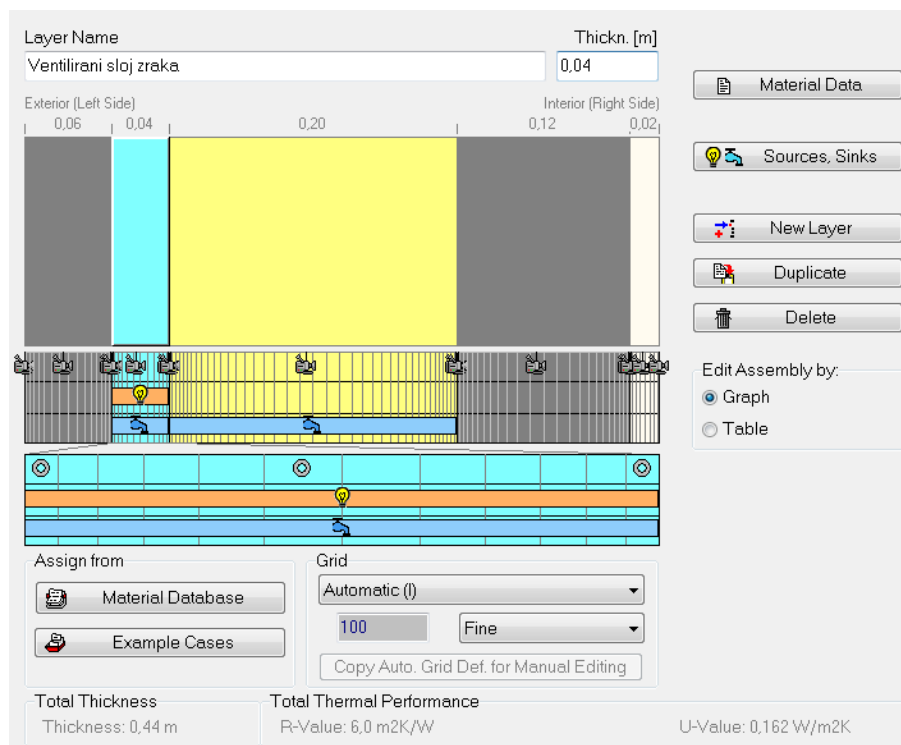 Layer Name
Thickn. [m]
Ventilirani sloj zraka
0,04
Material Data
Exterior (Left Side)
Interior (Right Side)
0,06
0,04
0,20
0,12
0,02
Sources, Sinks
New Layer
Duplicate
Delete
Edit Assembly by:
Graph
Table
Assign from
Grid
Material Database
Automatic (I)
100
Fine
Example Cases
Copy Auto. Grid Def. for Manual Editing
Total Thickness
Total Thermal Performance
Thickness: 0,44 m
R-Value: 6,0 m2K/W
U-Value: 0,162 W/m2K